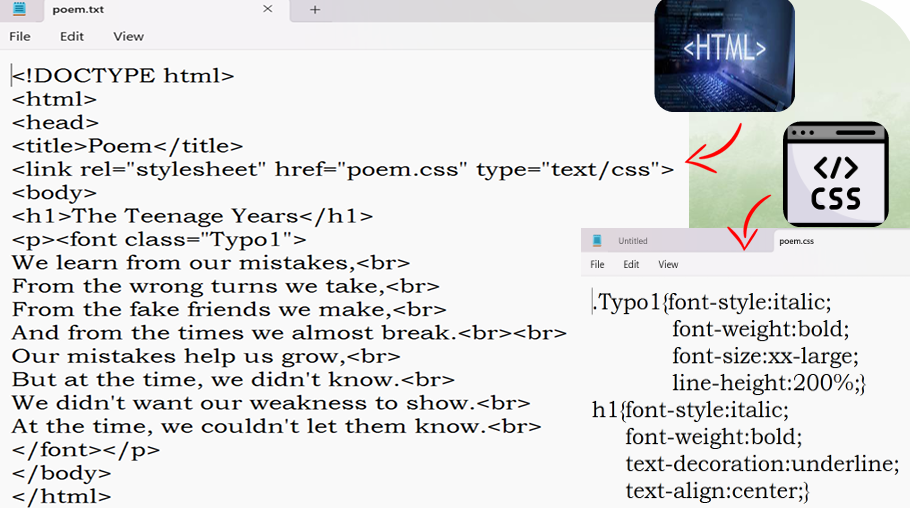 poem.txt
File Edit View
<!DOCTYPE html>
<html>
<head>
<title>Poem</title>
<link rel="stylesheet" href="poem.css" type="text/css">
<body>
<h1>The Teenage Years</h1>
<p><font class="Typo1">
We learn from our mistakes,<br>
From the wrong turns we take,<br>
From the fake friends we make,<br>
And from the times we almost break.<br><br>
Our mistakes help us grow,<br>
But at the time, we didn't know.<br>
We didn't want our weakness to show.<br>
At the time, we couldn't let them know.<br>
</font></p>
</body>
</html>
<HTML>
</>
CSS
Untitled poem.css
File Edit View
.Typo1{font-style:italic;
font-weight:bold;
font-size:xx-large;
line-height:200%;}
h1{font-style:italic;
font-weight:bold;
text-decoration:underline;
text-align:center;}